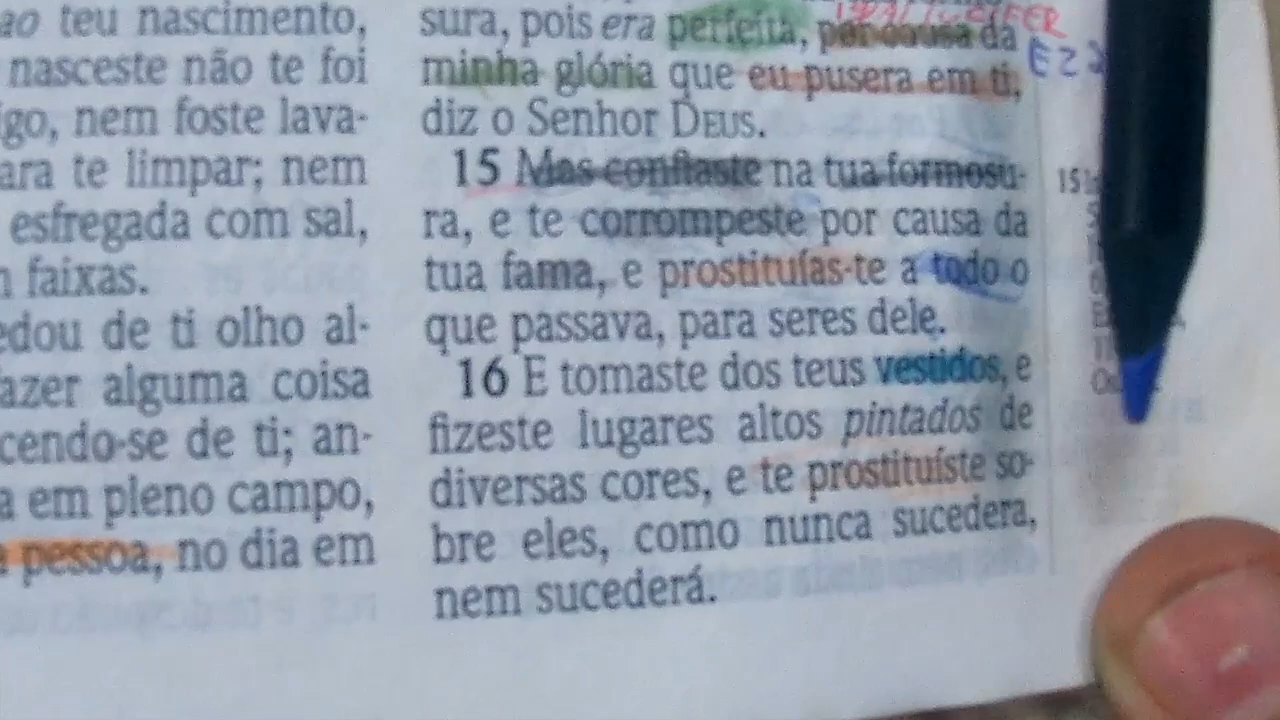 ao teu nascimento,
nasceste não te foi
igo, nem foste lava-
ara te limpar; nem
esfregada com sal,
faixas.
edou de ti olho al-
azer alguma coisa
cendo-se de ti; an-
a em pleno campo,
pessoa, no dia em
sura, pois era perfeita, por causa da
minha glória que eu pusera em ti,
diz o Senhor DEUS.
15 Mas confiaste na tua formosu-
ra, e te corrompeste por causa da
tua fama, e prostituías-te a todo o
que passava, para seres dele.
16 E tomaste dos teus vestidos, e
fizeste lugares altos pintados de
diversas cores, e te prostituíste so-
bre eles, como nunca sucedera,
nem sucederá.
LUCIFER
EZ
15